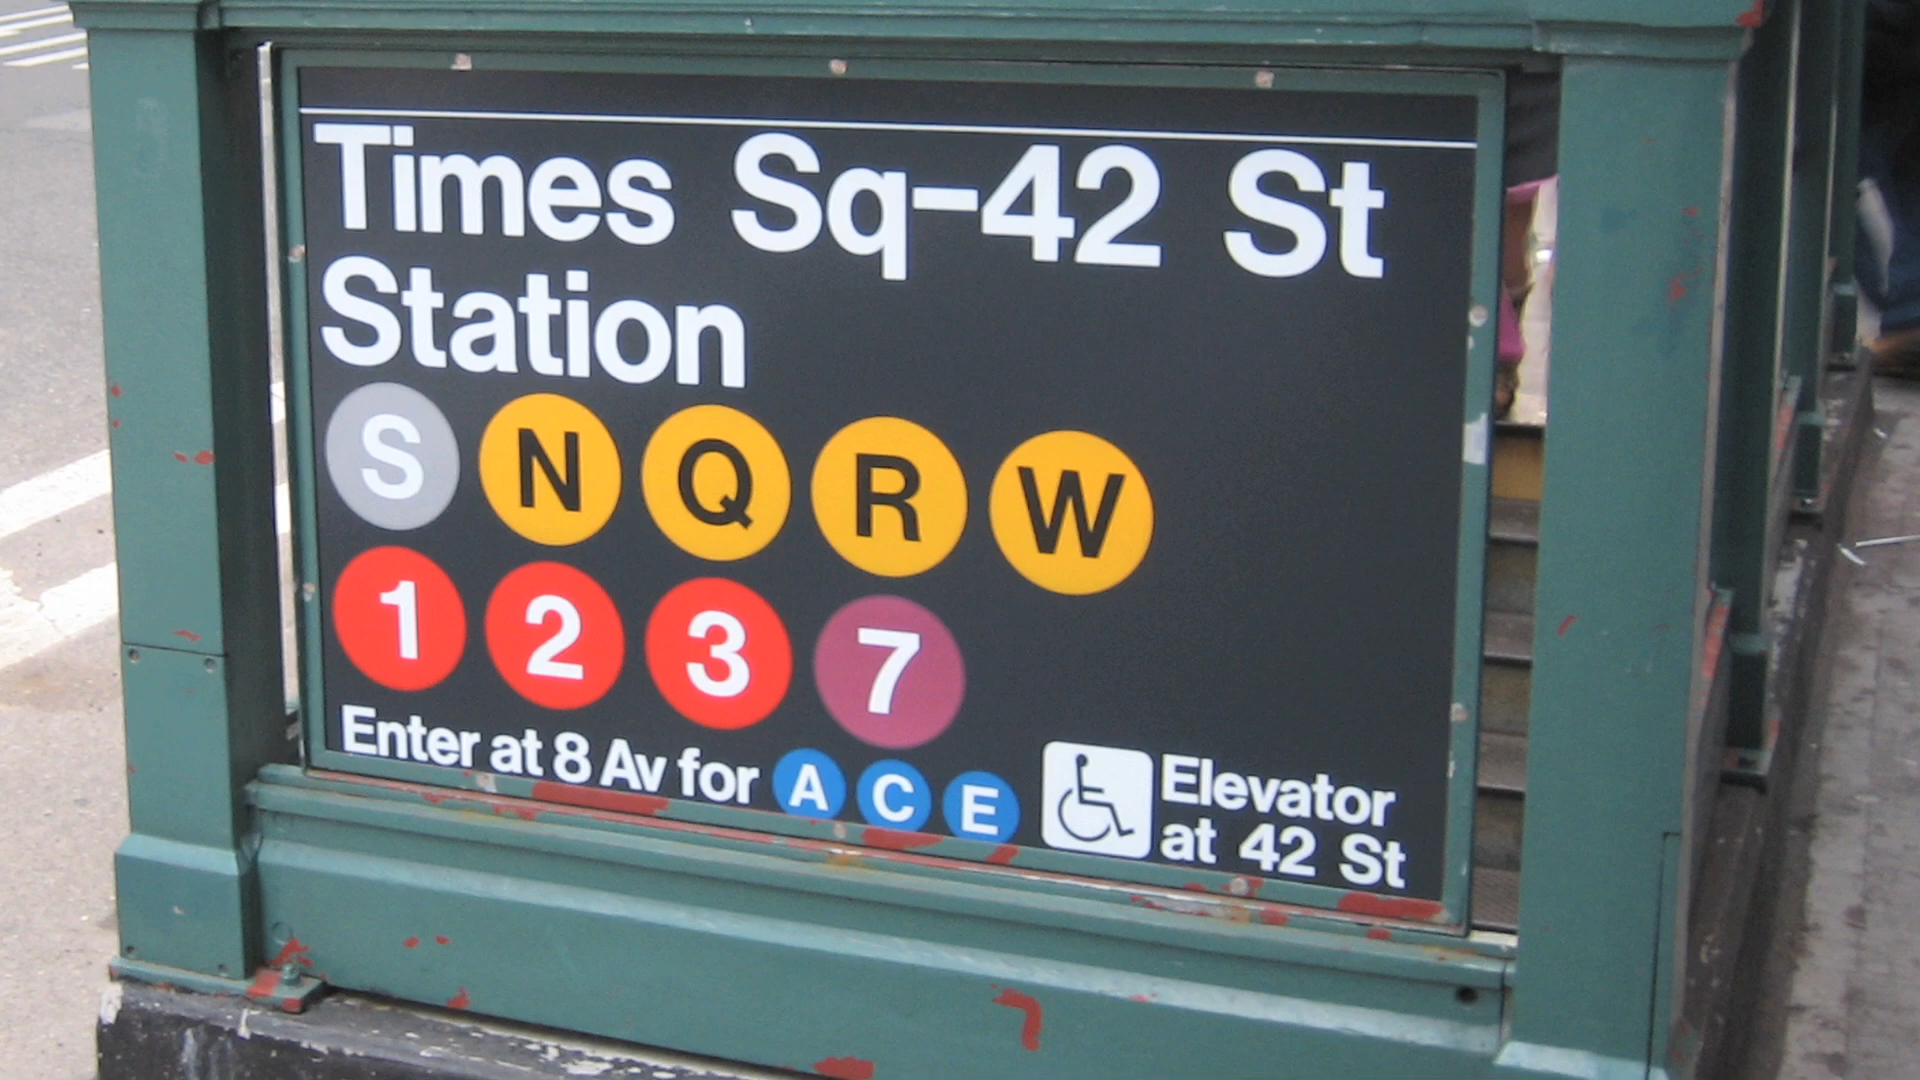 Times Sq-42 St
Station
S N Q R W
1 2 3 7
Enter at 8 Av for A C E
Elevator
at 42 St